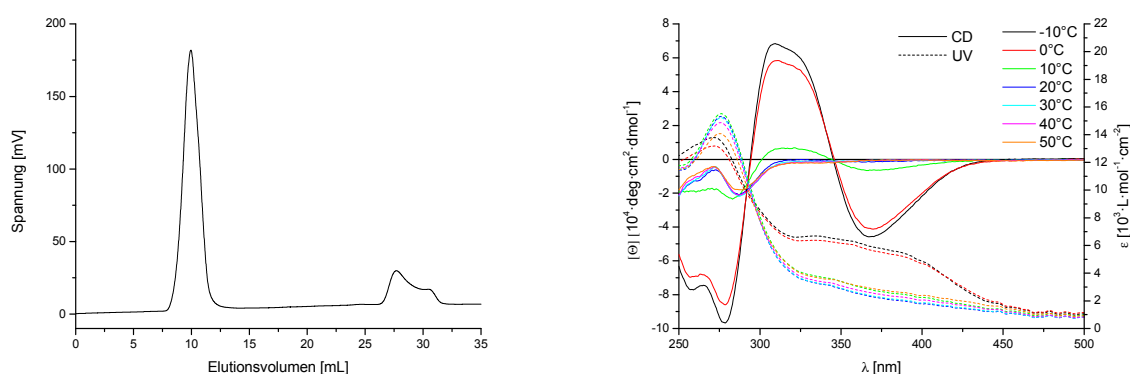 200
150
100
50
0
Spannung [mV]
0 5 10 15 20 25 30 35
Elutionsvolumen [mL]
8
6
4
2
0
-2
-4
-6
-8
-10
[Θ] [10⁴·deg·cm²·dmol⁻¹]
CD
UV
-10°C
0°C
10°C
20°C
30°C
40°C
50°C
22
20
18
16
14
12
10
8
6
4
2
0
ε [10³·L·mol⁻¹·cm⁻²]
250 300 350 400 450 500
λ [nm]